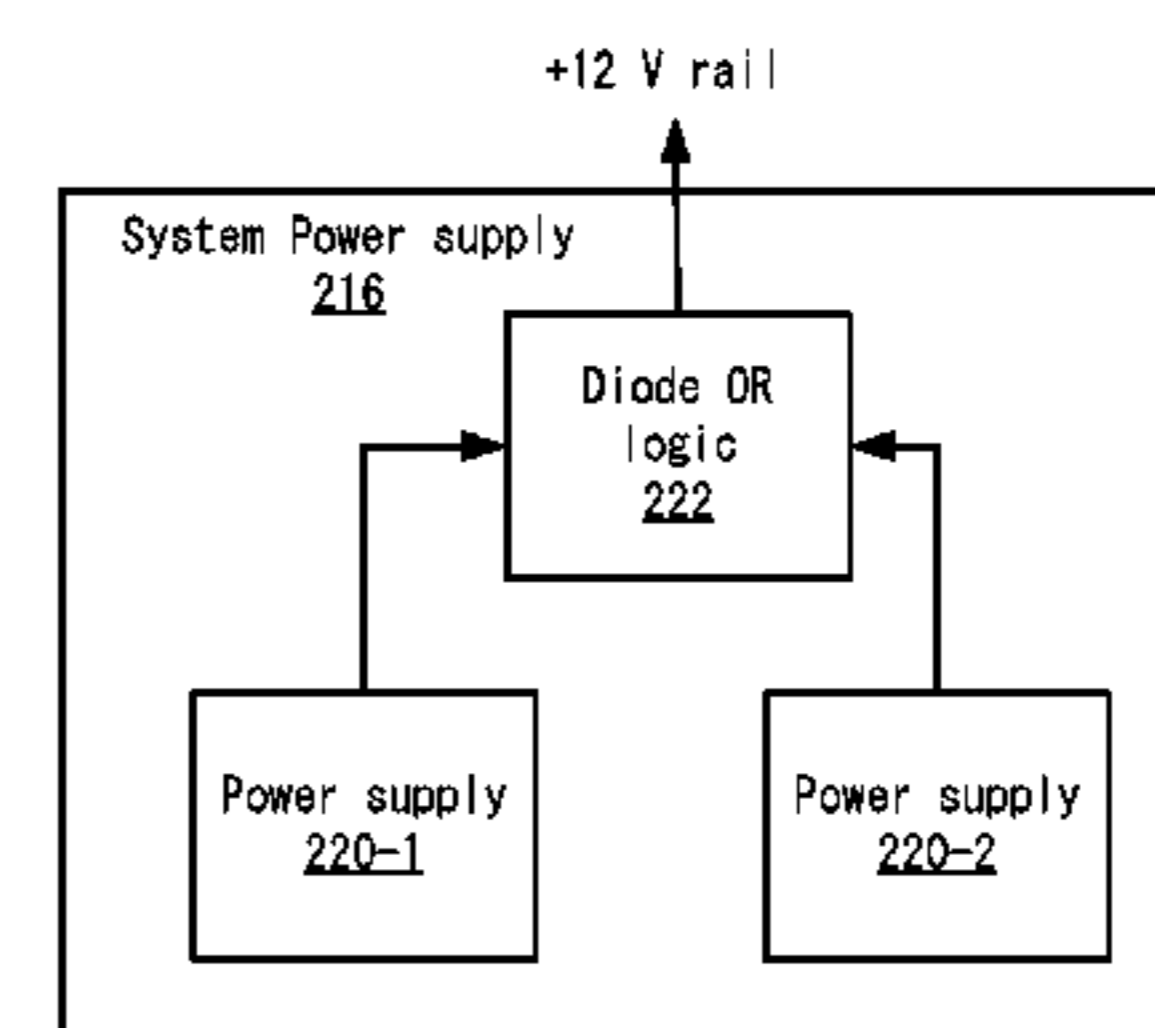 +12 V rail
System Power supply
216
Diode OR
logic
222
Power supply
220-1
Power supply
220-2